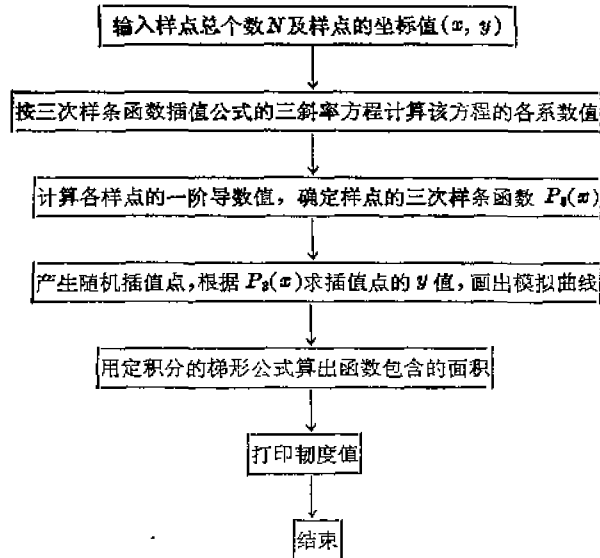 输入样点总个数N及样点的坐标值(x, y)
按三次样条函数插值公式的三斜率方程计算该方程的各系数值
计算各样点的一阶导数值，确定样点的三次样条函数 P₃(x)
产生随机插值点，根据 P₃(x)求插值点的 y 值，画出模拟曲线
用定积分的梯形公式算出函数包含的面积
打印韧度值
结束